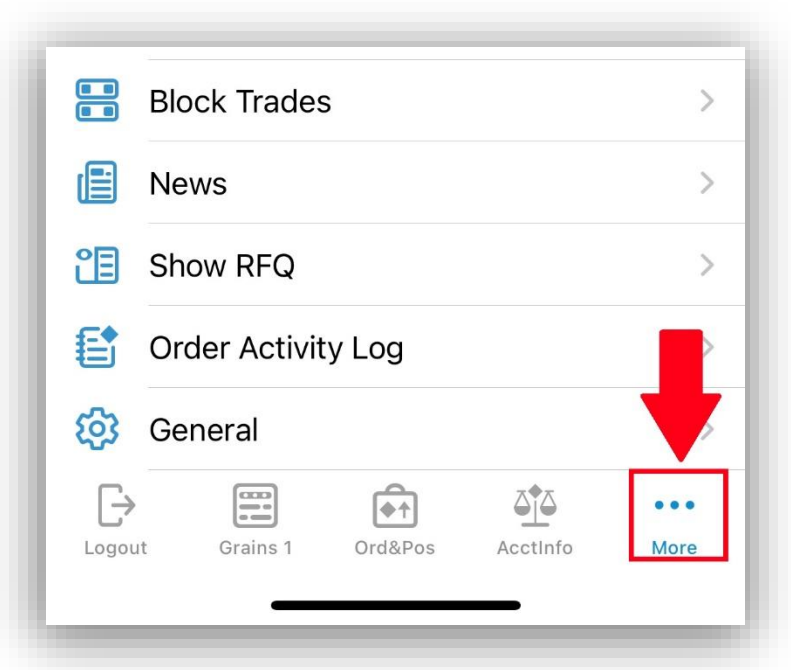 Block Trades
News
Show RFQ
Order Activity Log
General
Logout
Grains 1
Ord&Pos
AcctInfo
More